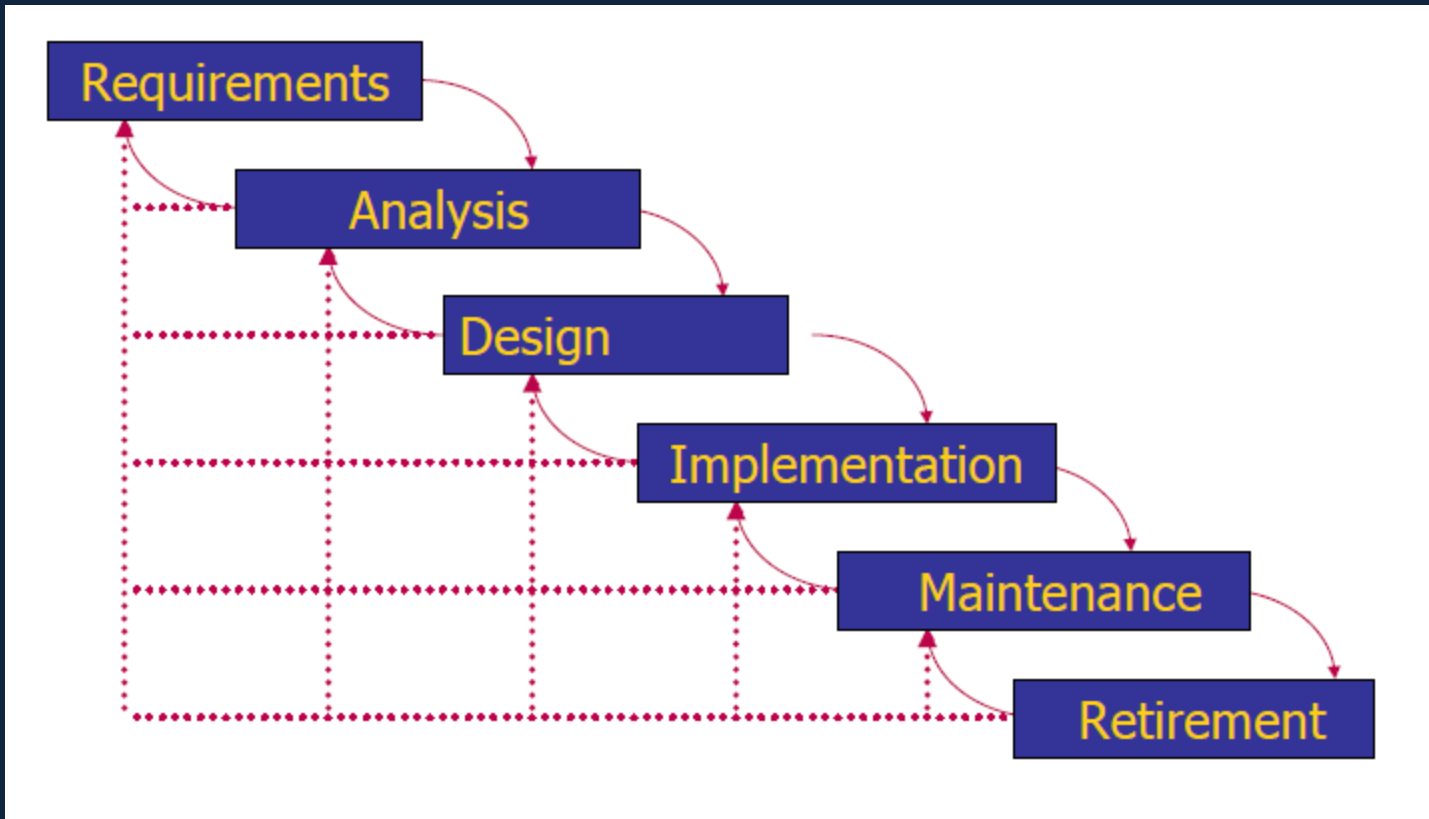 Requirements
Analysis
Design
Implementation
Maintenance
Retirement